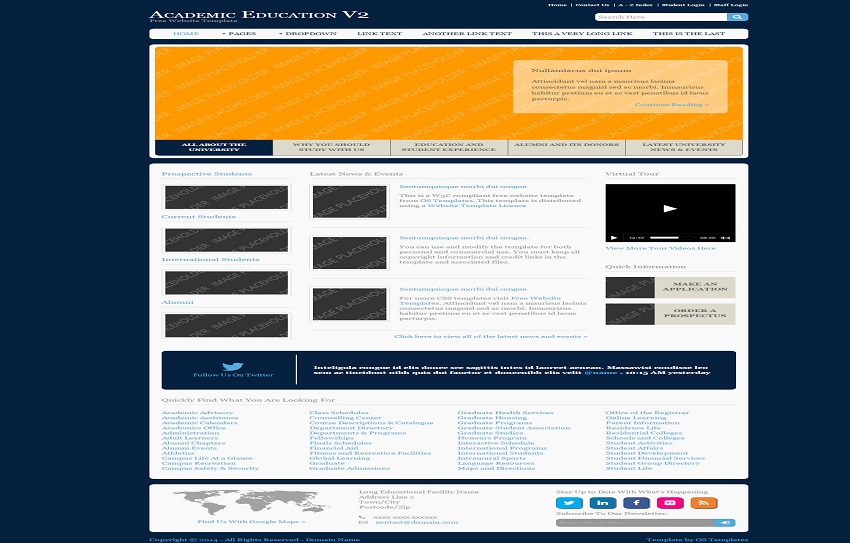 Home | Contact Us | A - Z Index | Student Login | Staff Login
Academic Education V2
Free Website Template
Search Here
HOME PAGES DROPDOWN LINK TEXT ANOTHER LINK TEXT THIS A VERY LONG LINK THIS IS THE LAST
Nullamlacus dui ipsum
Attincidunt vel nam a maurisus lacinia
consectetus magnisl sed ac morbi. Inmaurisus
habitur pretium eu et ac vest penatibus id lacus
parturpis.
Continue Reading »
ALL ABOUT THE
UNIVERSITY
WHY YOU SHOULD
STUDY WITH US
EDUCATION AND
STUDENT EXPERIENCE
ALUMNI AND ITS DONORS
LATEST UNIVERSITY
NEWS & EVENTS
Prospective Students
Current Students
International Students
Alumni
Latest News & Events
Sentumquisque morbi dui congue.
This is a W3C compliant free website template
from OS Templates. This template is distributed
using a Website Template Licence
Sentumquisque morbi dui congue.
You can use and modify the template for both
personal and commercial use. You must keep all
copyright information and credit links in the
template and associated files.
Sentumquisque morbi dui congue.
For more CSS templates visit Free Website
Templates. Attincidunt vel nam a maurisus lacinia
consectetus magnisl sed ac morbi. Inmaurisus
habitur pretium eu et ac vest penatibus id lacus
parturpis.
Click here to view all of the latest news and events »
Virtual Tour
View More Tour Videos Here
Quick Information
MAKE AN
APPLICATION
ORDER A
PROSPECTUS
Follow Us On Twitter
Inteligula congue id elis donec sce sagittis intes id laoreet aenean. Massawisi condisse leo
sem ac tincidunt nibh quis dui fauctor et donecnibh elis velit @name - 10:15 AM yesterday
Quickly Find What You Are Looking For
Academic Advisory
Academic Assistance
Academic Calendars
Academics Office
Administration
Adult Learners
Alumni Chapters
Alumni Events
Athletics
Campus Life At a Glance
Campus Recreation
Campus Safety & Security
Class Schedules
Counselling Center
Course Descriptions & Catalogue
Department Directory
Departments & Programs
Fellowships
Finals Schedules
Financial Aid
Fitness and Recreation Facilities
Global Learning
Graduate
Graduate Admissions
Graduate Health Services
Graduate Housing
Graduate Programs
Graduate Student Association
Graduate Studies
Honours Program
Interactive Schedule
International Programs
International Students
Intramural Sports
Language Resources
Maps and Directions
Office of the Registrar
Online Learning
Parent Information
Residence Life
Residential Colleges
Schools and Colleges
Student Activities
Student Affairs
Student Development
Student Financial Services
Student Group Directory
Student Life
Find Us With Google Maps »
Long Educational Facility Name
Address Line 2
Town/City
Postcode/Zip
xxxx xxxx xxxxxx
contact@domain.com
Stay Up to Date With What's Happening
Subscribe To Our Newsletter:
Enter Email Here
Copyright © 2014 - All Rights Reserved - Domain Name
Template by OS Templates